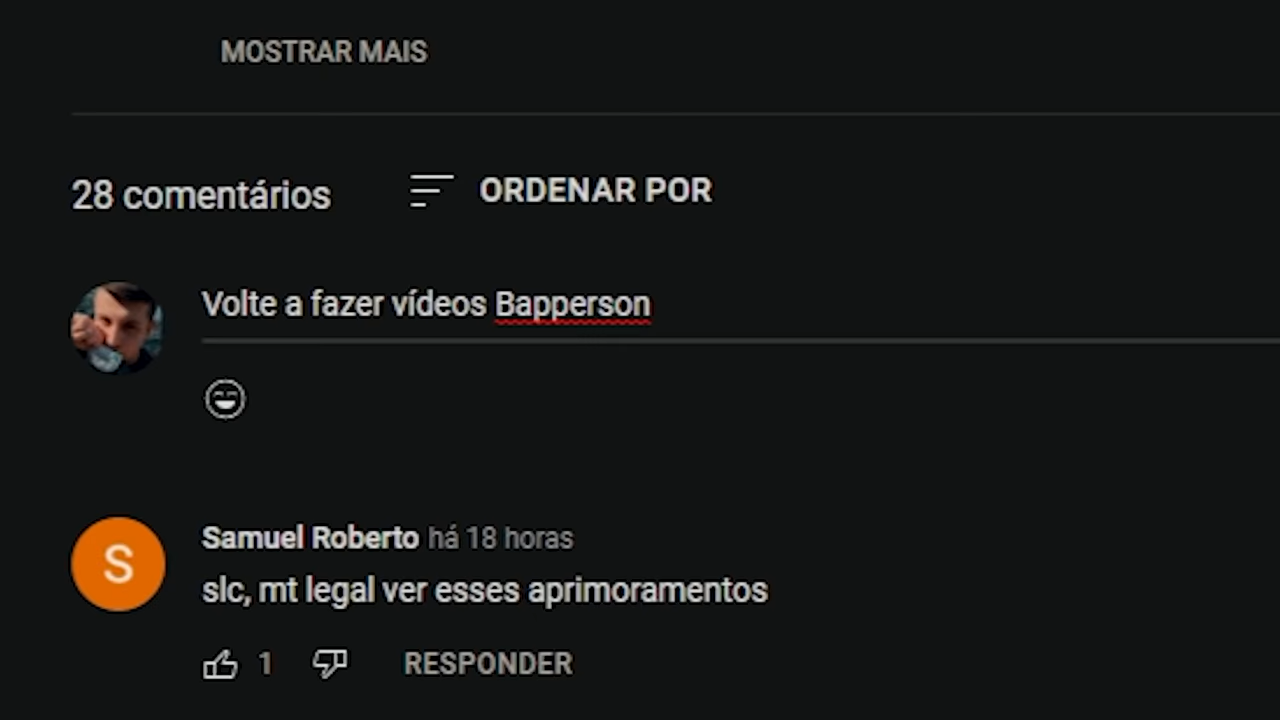 MOSTRAR MAIS
28 comentários ORDENAR POR
Volte a fazer vídeos Bapperson
S
Samuel Roberto há 18 horas
slc, mt legal ver esses aprimoramentos
1 RESPONDER